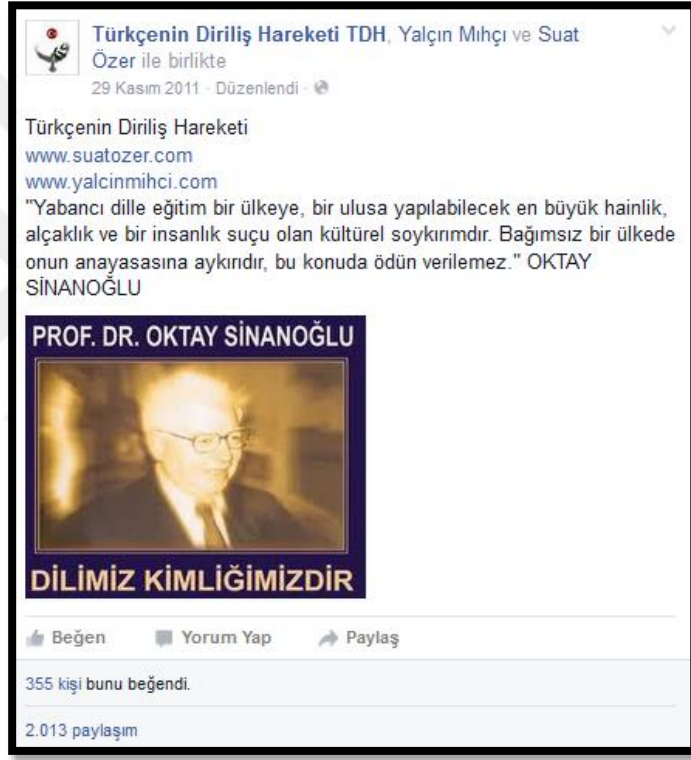 Türkçenin Diriliş Hareketi TDH, Yalçın Mıhçı ve Suat
Özer ile birlikte
29 Kasım 2011 · Düzenlendi ·
Türkçenin Diriliş Hareketi
www.suatozer.com
www.yalcinmihci.com
"Yabancı dille eğitim bir ülkeye, bir ulusa yapılabilecek en büyük hainlik,
alçaklık ve bir insanlık suçu olan kültürel soykırımdır. Bağımsız bir ülkede
onun anayasasına aykırıdır, bu konuda ödün verilemez." OKTAY
SİNANOĞLU
PROF. DR. OKTAY SİNANOĞLU
DİLİMİZ KİMLİĞİMİZDİR
Beğen Yorum Yap Paylaş
355 kişi bunu beğendi.
2.013 paylaşım